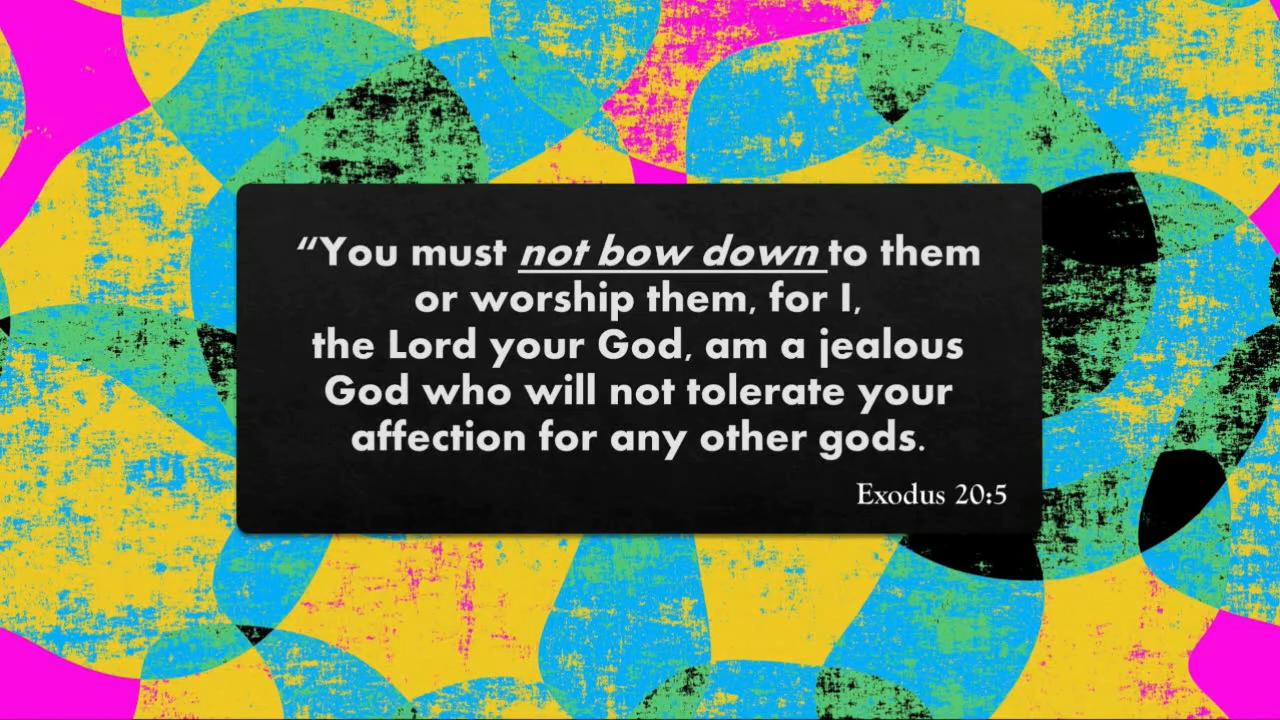 “You must not bow down to them
or worship them, for I,
the Lord your God, am a jealous
God who will not tolerate your
affection for any other gods.
Exodus 20:5